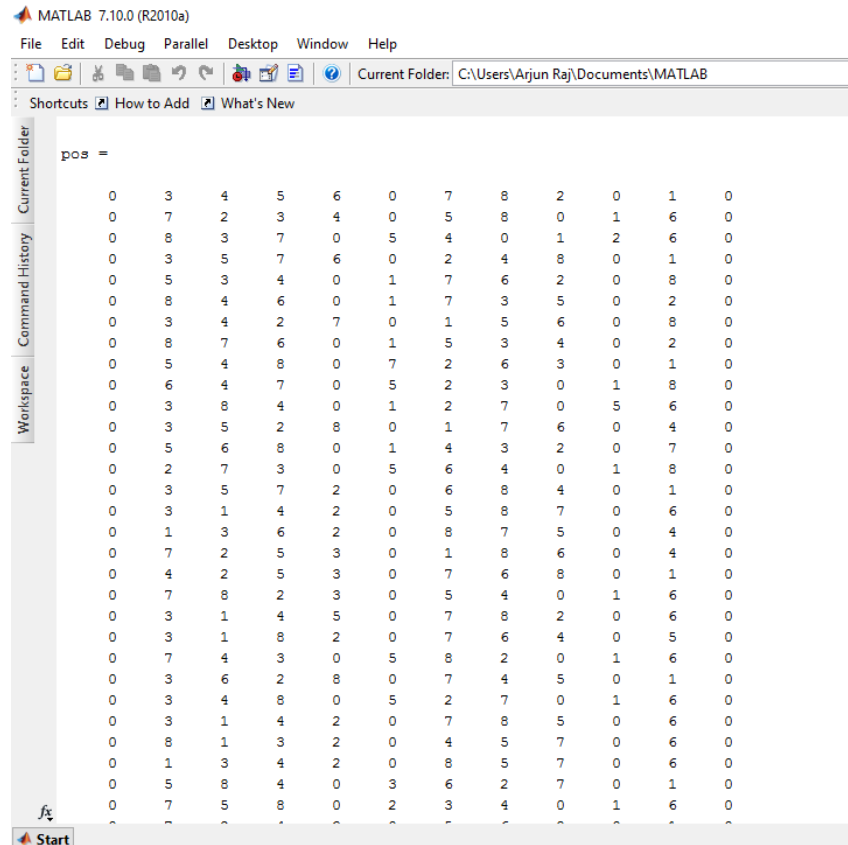 MATLAB 7.10.0 (R2010a)
File Edit Debug Parallel Desktop Window Help
Current Folder: C:\Users\Arjun Raj\Documents\MATLAB
Shortcuts How to Add What's New
Current Folder
Command History
Workspace
pos =
0 3 4 5 6 0 7 8 2 0 1 0
0 7 2 3 4 0 5 8 0 1 6 0
0 8 3 7 0 5 4 0 1 2 6 0
0 3 5 7 6 0 2 4 8 0 1 0
0 5 3 4 0 1 7 6 2 0 8 0
0 8 4 6 0 1 7 3 5 0 2 0
0 3 4 2 7 0 1 5 6 0 8 0
0 8 7 6 0 1 5 3 4 0 2 0
0 5 4 8 0 7 2 6 3 0 1 0
0 6 4 7 0 5 2 3 0 1 8 0
0 3 8 4 0 1 2 7 0 5 6 0
0 3 5 2 8 0 1 7 6 0 4 0
0 5 6 8 0 1 4 3 2 0 7 0
0 2 7 3 0 5 6 4 0 1 8 0
0 3 5 7 2 0 6 8 4 0 1 0
0 3 1 4 2 0 5 8 7 0 6 0
0 1 3 6 2 0 8 7 5 0 4 0
0 7 2 5 3 0 1 8 6 0 4 0
0 4 2 5 3 0 7 6 8 0 1 0
0 7 8 2 3 0 5 4 0 1 6 0
0 3 1 4 5 0 7 8 2 0 6 0
0 3 1 8 2 0 7 6 4 0 5 0
0 7 4 3 0 5 8 2 0 1 6 0
0 3 6 2 8 0 7 4 5 0 1 0
0 3 4 8 0 5 2 7 0 1 6 0
0 3 1 4 2 0 7 8 5 0 6 0
0 8 1 3 2 0 4 5 7 0 6 0
0 1 3 4 2 0 8 5 7 0 6 0
0 5 8 4 0 3 6 2 7 0 1 0
0 7 5 8 0 2 3 4 0 1 6 0
fx
Start